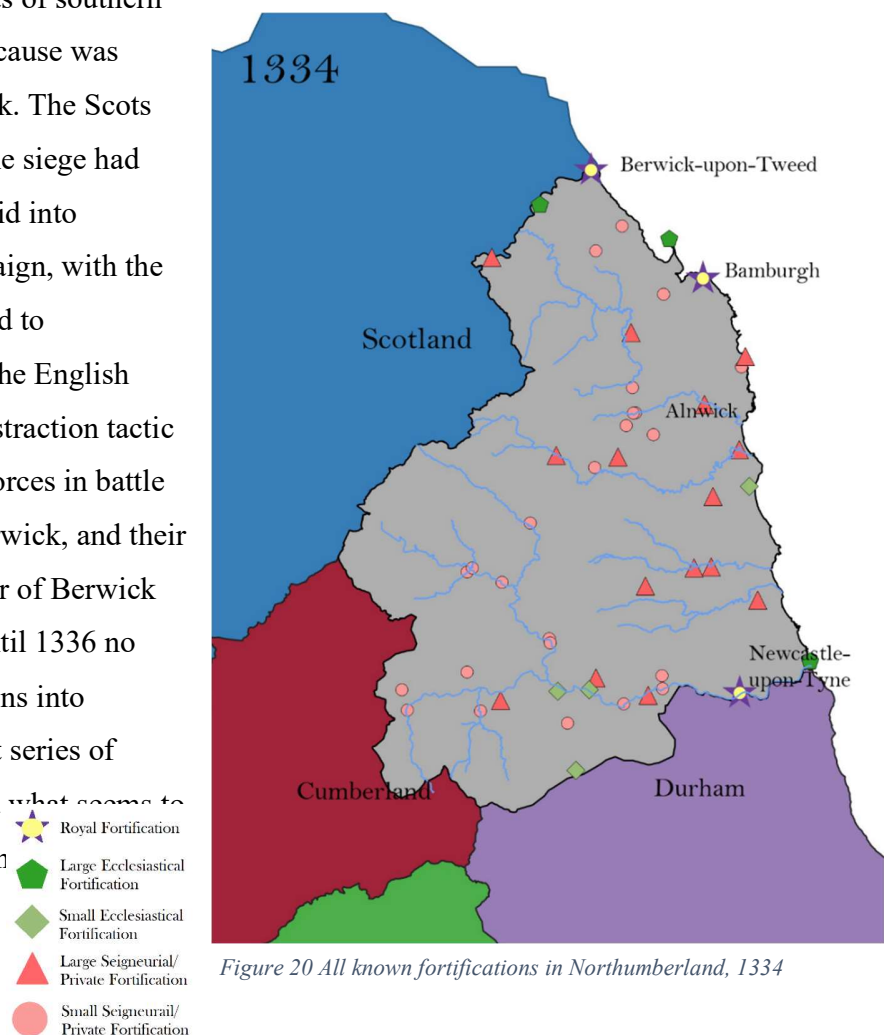 s of southern
cause was
k. The Scots
e siege had
id into
aign, with the
d to
he English
straction tactic
orces in battle
wick, and their
r of Berwick
til 1336 no
ns into
t series of
what seems to
1334
Berwick-upon-Tweed
Bamburgh
Scotland
Alnwick
Newcastle-
upon-Tyne
Cumberland
Durham
Royal Fortification
Large Ecclesiastical
Fortification
Small Ecclesiastical
Fortification
Large Seigneurial/
Private Fortification
Small Seigneurail/
Private Fortification
Figure 20 All known fortifications in Northumberland, 1334